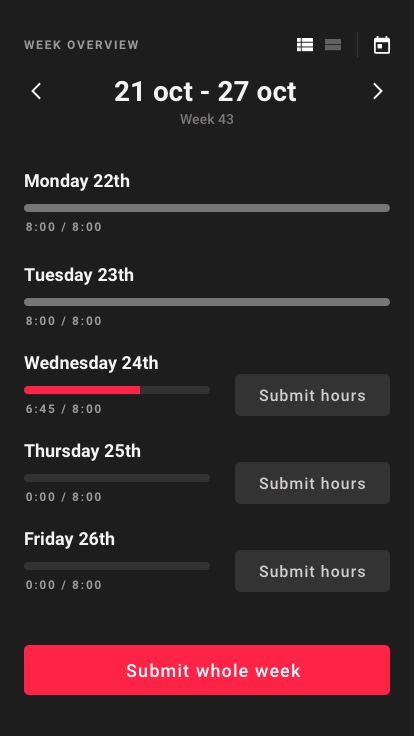 WEEK OVERVIEW
21 oct - 27 oct
Week 43
Monday 22th
8:00 / 8:00
Tuesday 23th
8:00 / 8:00
Wednesday 24th
6:45 / 8:00
Submit hours
Thursday 25th
0:00 / 8:00
Submit hours
Friday 26th
0:00 / 8:00
Submit hours
Submit whole week